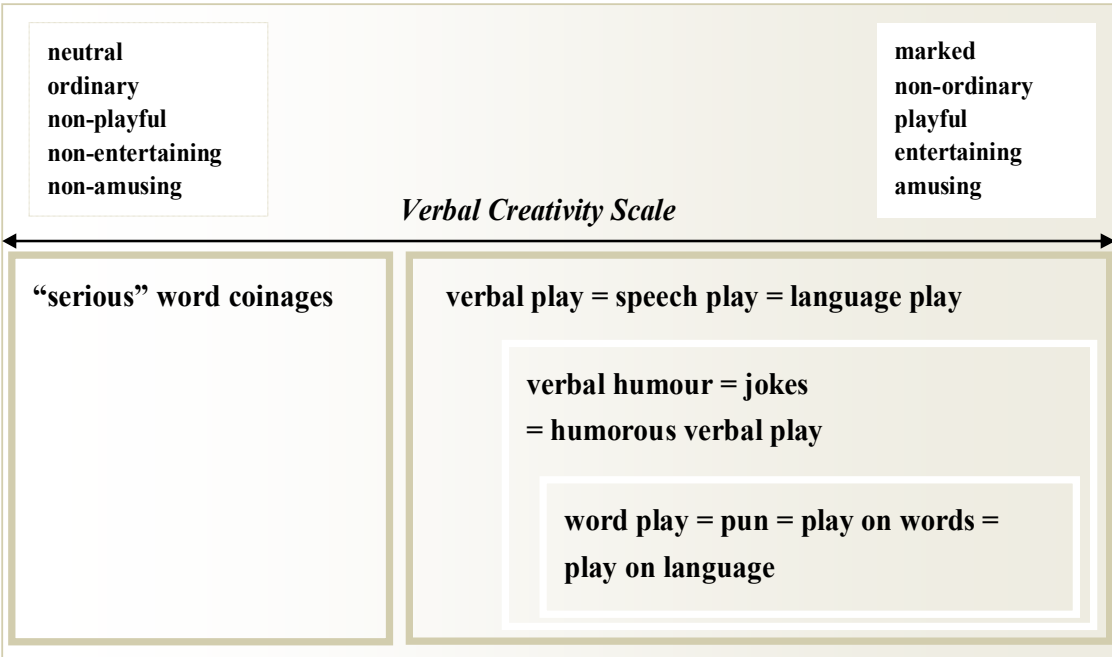 neutral
ordinary
non-playful
non-entertaining
non-amusing
marked
non-ordinary
playful
entertaining
amusing
Verbal Creativity Scale
“serious” word coinages
verbal play = speech play = language play
verbal humour = jokes
= humorous verbal play
word play = pun = play on words =
play on language